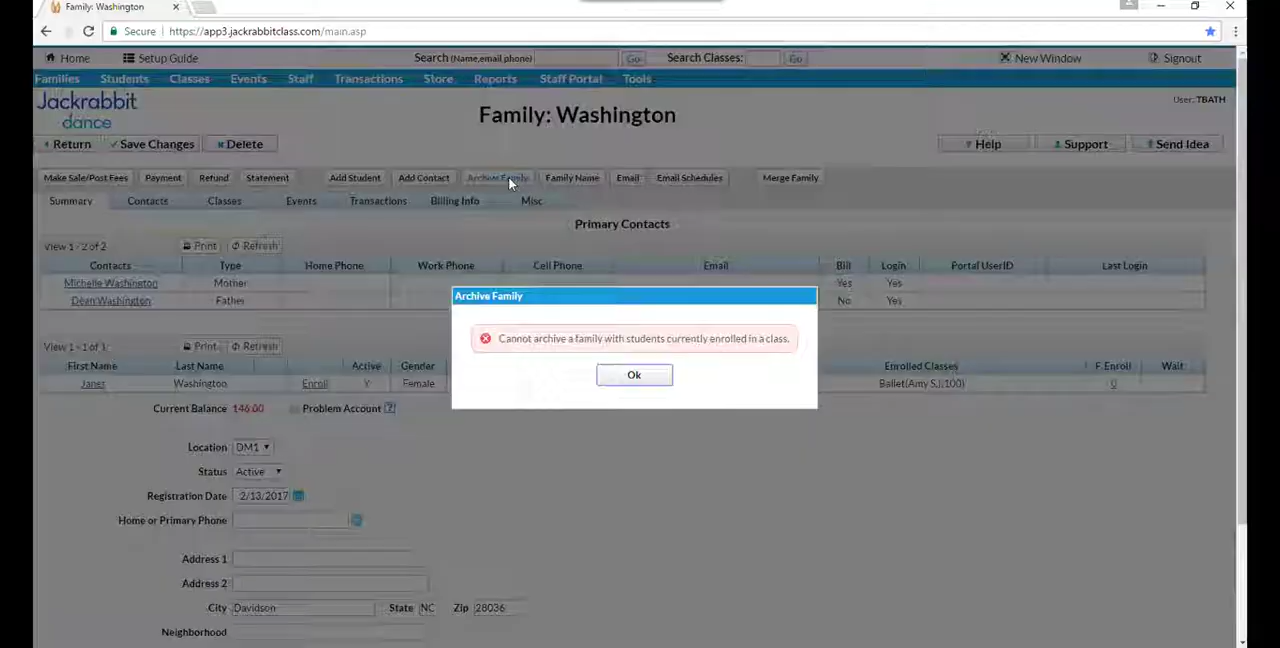 Family: Washington
Secure https://app3.jackrabbitclass.com/main.asp
Home Setup Guide Search (Name,email,phone) Go Search Classes: Go New Window Signout
Families Students Classes Events Staff Transactions Store Reports Staff Portal Tools
Jackrabbit
dance
Family: Washington
User: TBATH
Return Save Changes Delete Help Support Send Idea
Make Sale/Post Fees Payment Refund Statement Add Student Add Contact Archive Family Family Name Email Email Schedules Merge Family
Summary Contacts Classes Events Transactions Billing Info Misc
Primary Contacts
View 1 - 2 of 2 Print Refresh
Contacts Type Home Phone Work Phone Cell Phone Email Bill Login Portal UserID Last Login
Michelle Washington Mother Yes Yes
Dean Washington Father No Yes
Archive Family
Cannot archive a family with students currently enrolled in a class.
Ok
View 1 - 1 of 1 Print Refresh
First Name Last Name Active Gender Enrolled Classes F. Enroll Wait
Janet Washington Enroll Y Female Ballet(Amy S.),(100) 0
Current Balance 146.00 Problem Account [?]
Location DM1
Status Active
Registration Date 2/13/2017
Home or Primary Phone
Address 1
Address 2
City Davidson State NC Zip 28036
Neighborhood